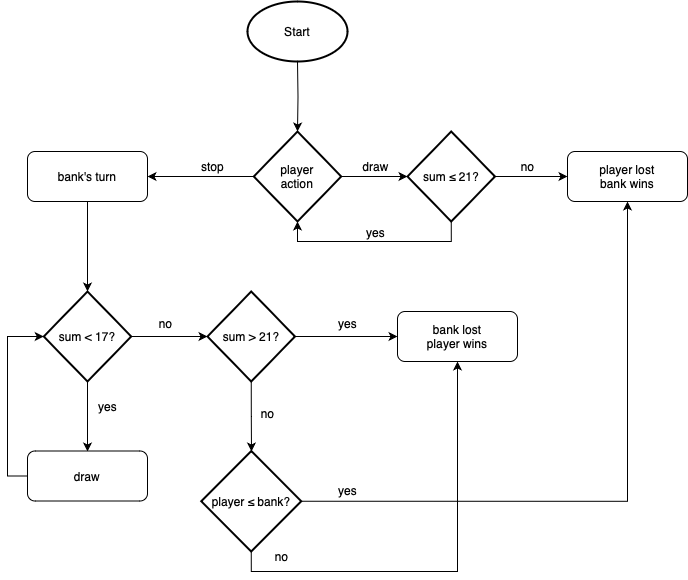 Start
stop
player
action
draw
sum ≤ 21?
no
player lost
bank wins
bank's turn
yes
sum < 17?
no
sum > 21?
yes
bank lost
player wins
yes
no
draw
player ≤ bank?
yes
no